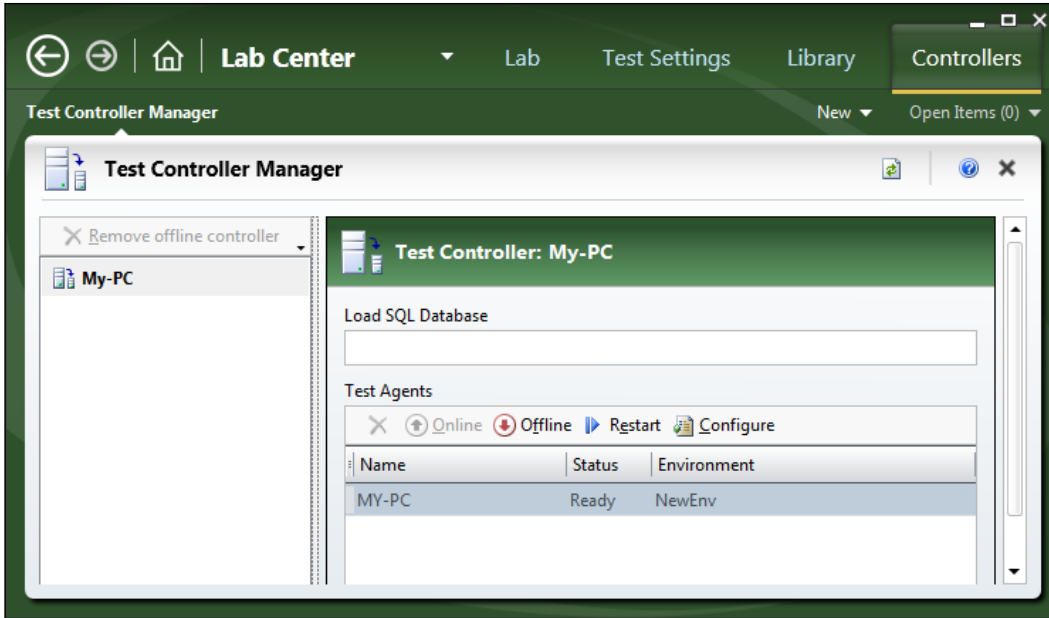 Lab Center Lab Test Settings Library Controllers
Test Controller Manager New Open Items (0)
Test Controller Manager
Remove offline controller
My-PC
Test Controller: My-PC
Load SQL Database
Test Agents
Online Offline Restart Configure
Name Status Environment
MY-PC Ready NewEnv